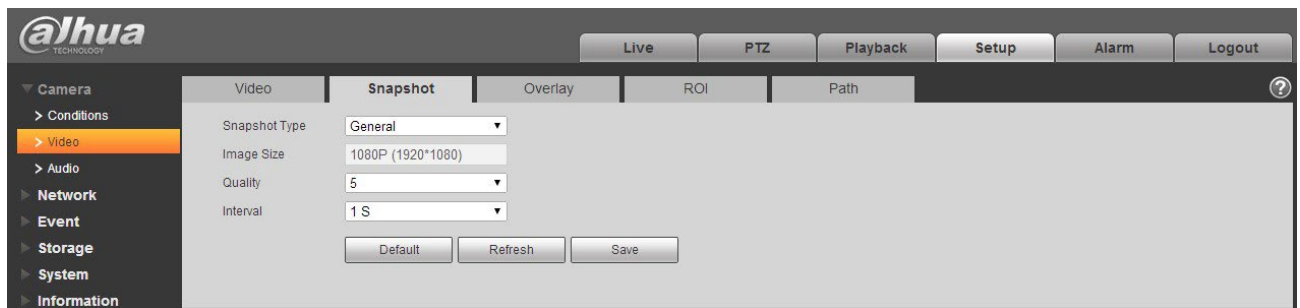 alhua
TECHNOLOGY
Live PTZ Playback Setup Alarm Logout
Camera
> Conditions
> Video
> Audio
Network
Event
Storage
System
Information
Video Snapshot Overlay ROI Path ?
Snapshot Type General
Image Size 1080P (1920*1080)
Quality 5
Interval 1 S
Default Refresh Save